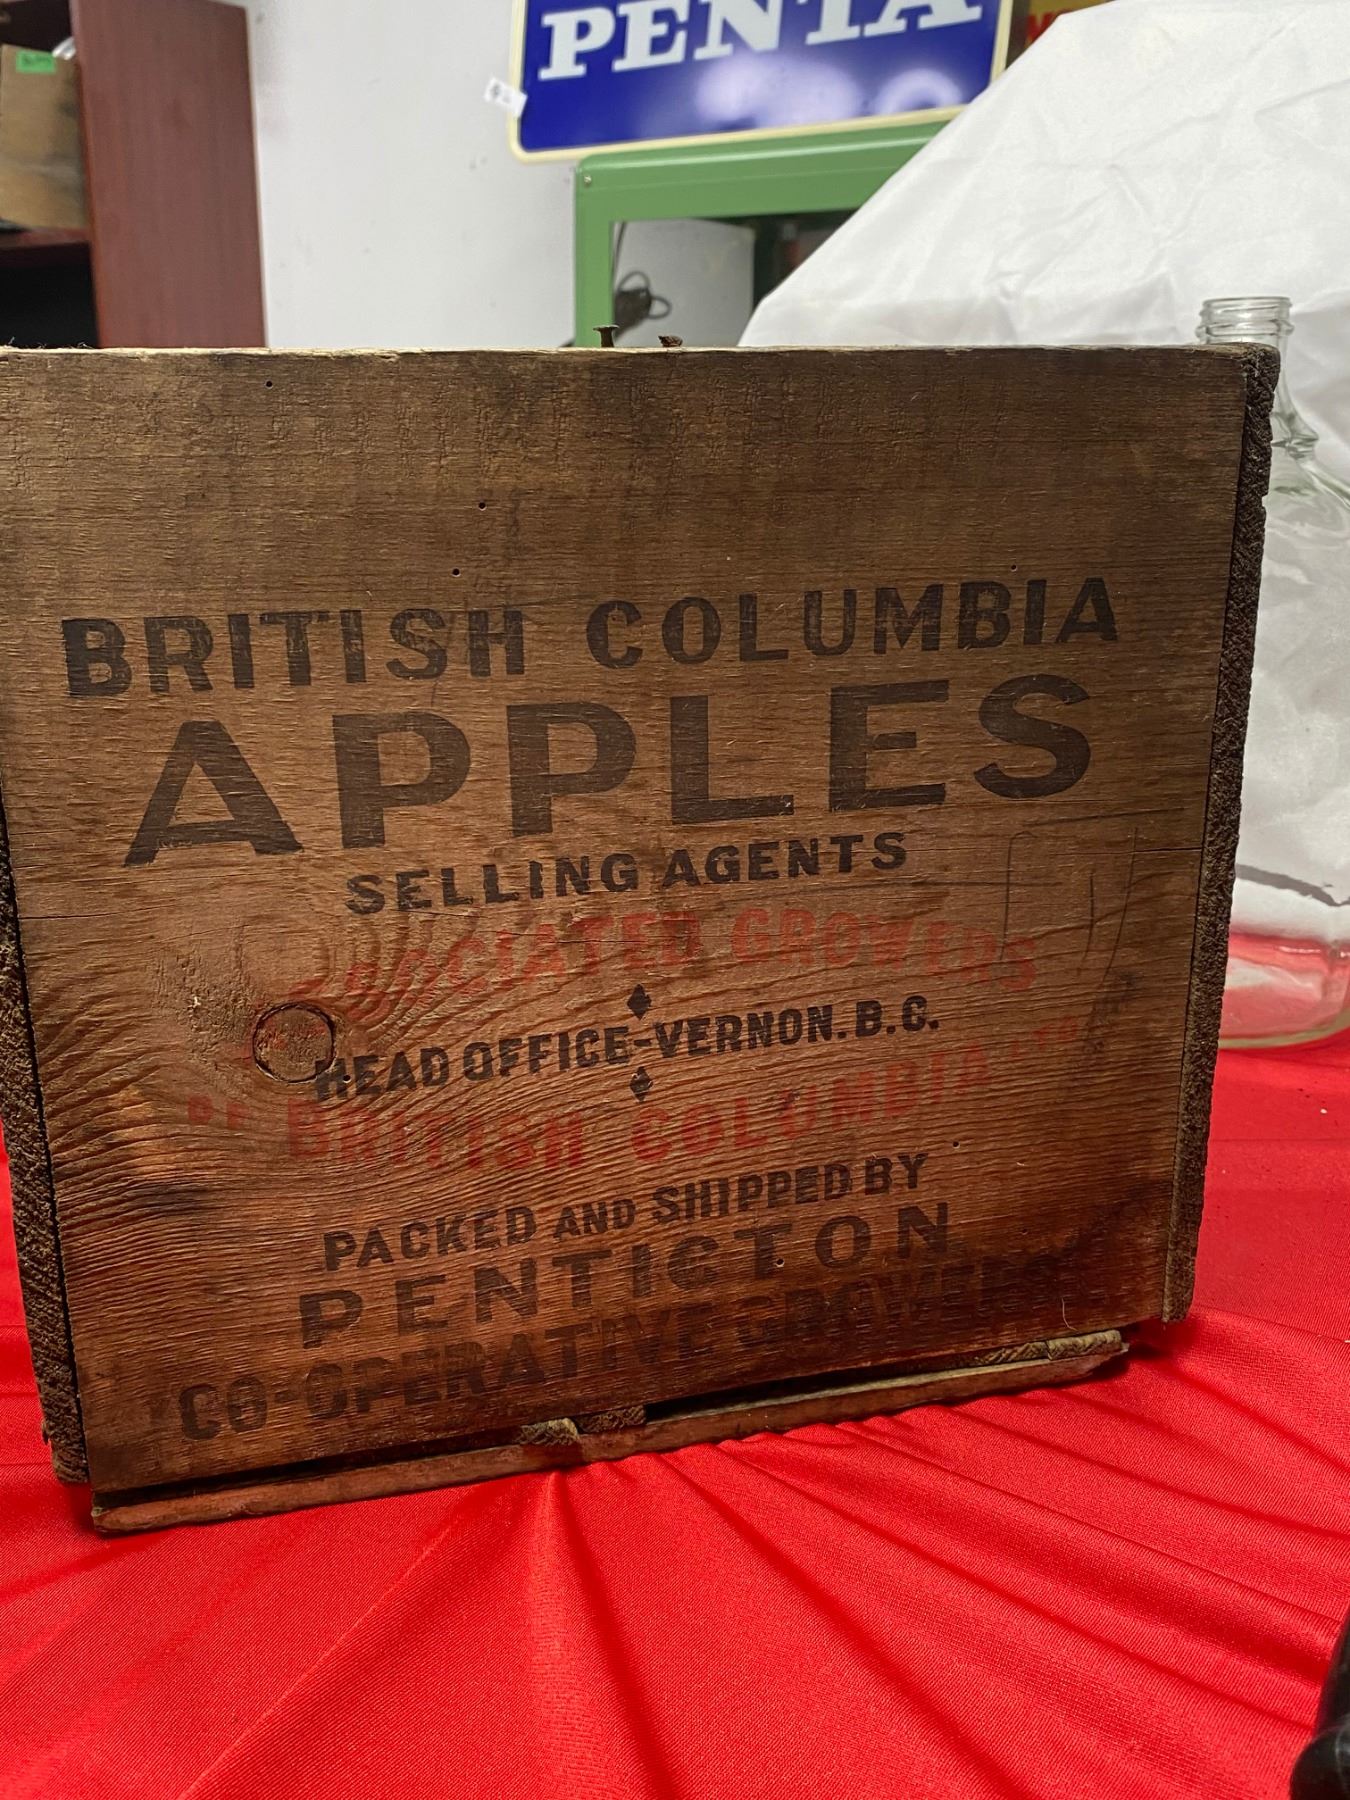 PENTA
BRITISH COLUMBIA
APPLES
SELLING AGENTS
GROWERS
HEAD OFFICE-VERNON. B.C.
OF BRITISH COLUMBIA LTD
PACKED AND SHIPPED BY
PENTICTON
CO-OPERATIVE GROWERS